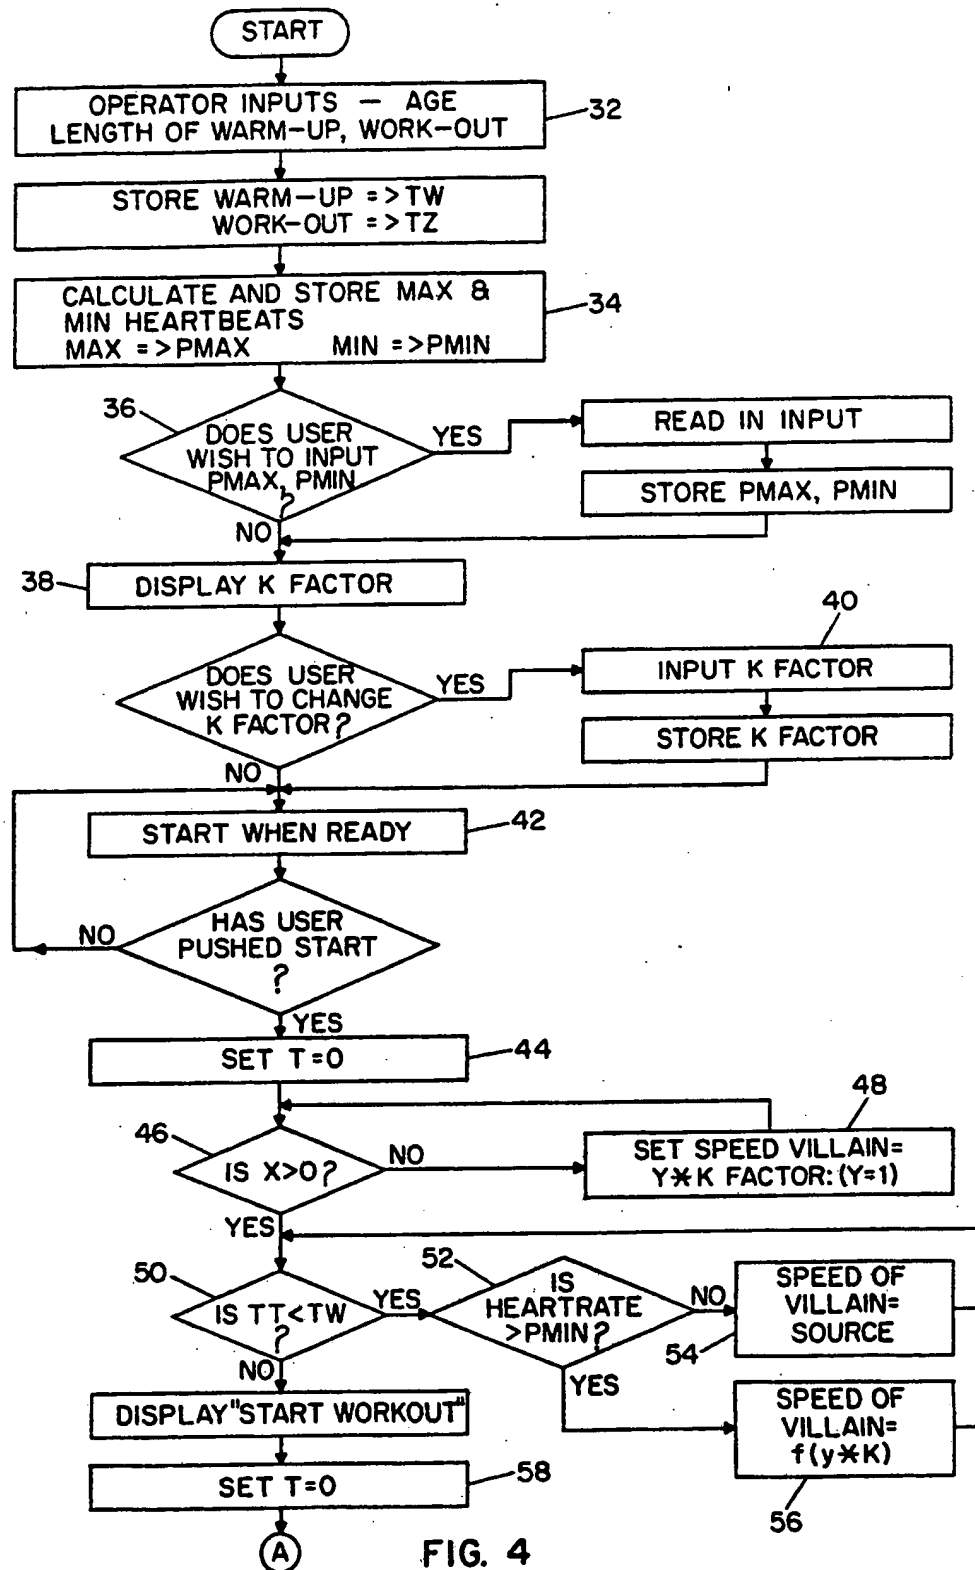 START
OPERATOR INPUTS — AGE
LENGTH OF WARM-UP, WORK-OUT
32
STORE WARM-UP =>TW
WORK-OUT =>TZ
CALCULATE AND STORE MAX &
MIN HEARTBEATS
MAX =>PMAX MIN =>PMIN
34
36
DOES USER
WISH TO INPUT
PMAX, PMIN
?
YES
READ IN INPUT
STORE PMAX, PMIN
NO
38
DISPLAY K FACTOR
40
DOES USER
WISH TO CHANGE
K FACTOR?
YES
INPUT K FACTOR
STORE K FACTOR
NO
START WHEN READY
42
HAS USER
PUSHED START
?
NO
YES
SET T=0
44
46
IS X>0?
NO
48
SET SPEED VILLAIN=
Y*K FACTOR:(Y=1)
YES
50
IS TT<TW
?
YES
52
IS
HEARTRATE
>PMIN?
NO
SPEED OF
VILLAIN=
SOURCE
54
NO
YES
DISPLAY"START WORKOUT"
SPEED OF
VILLAIN=
f(y*K)
56
SET T=0
58
A
FIG. 4